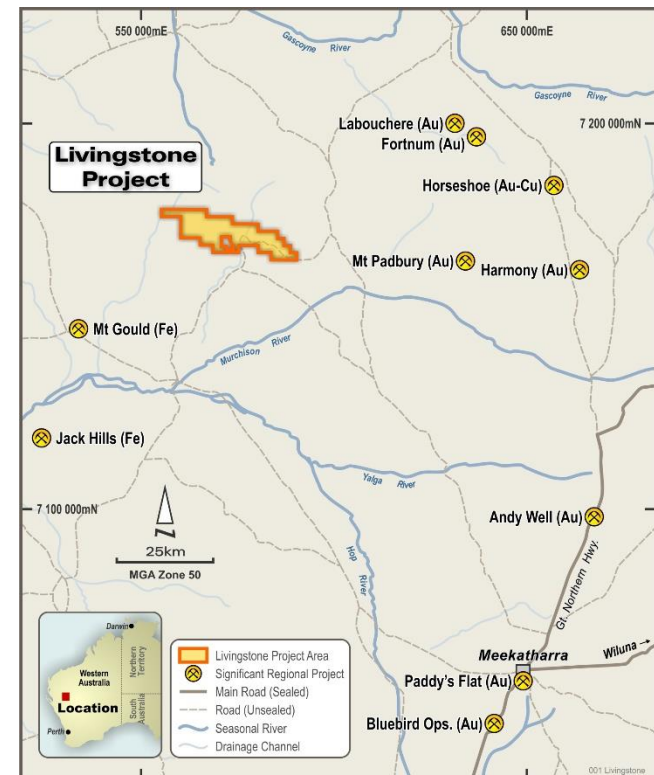 550 000mE
650 000mE
Gascoyne
River
Gascoyne
River
Labouchere (Au)
Fortnum (Au)
7 200 000mN
Livingstone
Project
Horseshoe (Au-Cu)
Mt Padbury (Au)
Harmony (Au)
Mt Gould (Fe)
Murchison
River
Jack Hills (Fe)
Yalga
River
7 100 000mN
Andy Well (Au)
N
25km
MGA Zone 50
Hop
River
Gt. Northern Hwy.
Meekatharra
Wiluna →
Paddy's Flat (Au)
Bluebird Ops. (Au)
Darwin
Western
Australia
Northern
Territory
South
Australia
Location
Perth
Livingstone Project Area
Significant Regional Project
Main Road (Sealed)
Road (Unsealed)
Seasonal River
Drainage Channel
001 Livingstone